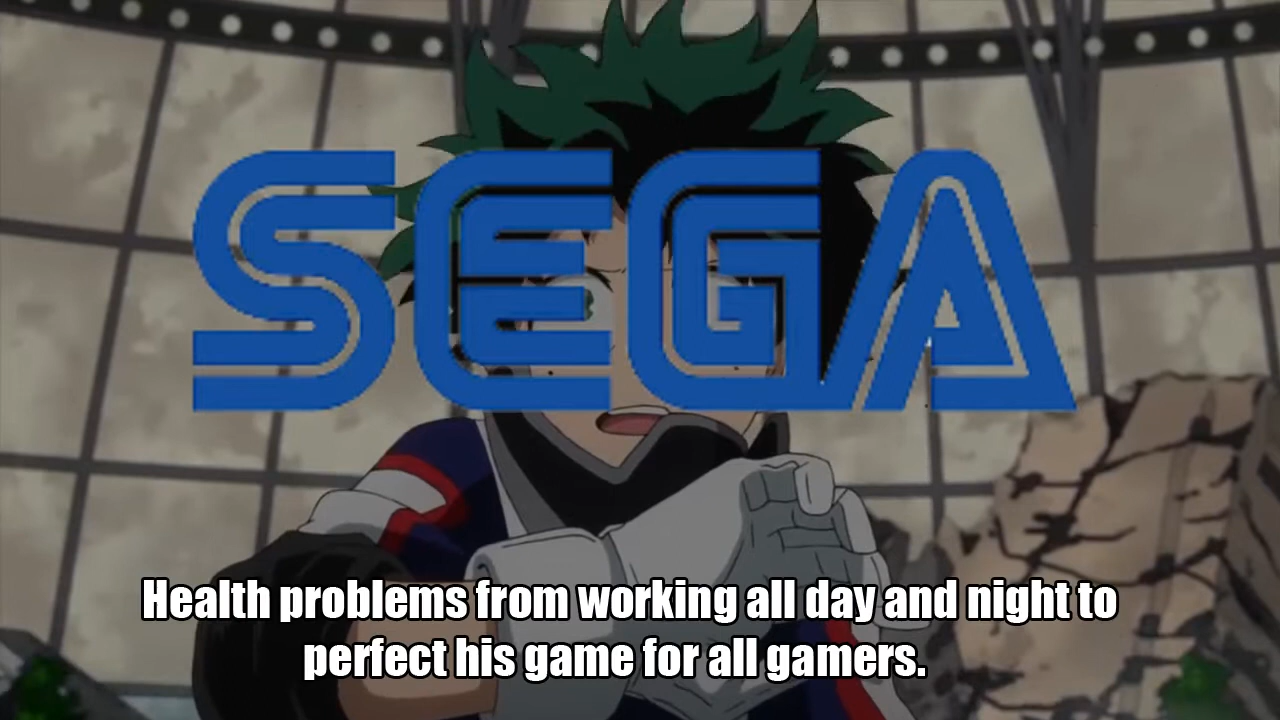 SEGA
Health problems from working all day and night to
perfect his game for all gamers.